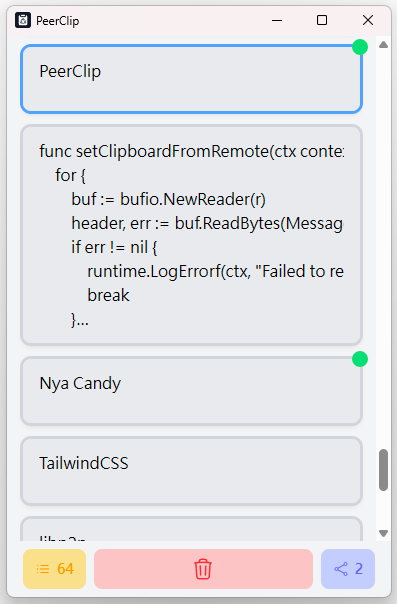 PeerClip
PeerClip
func setClipboardFromRemote(ctx conte
for {
buf := bufio.NewReader(r)
header, err := buf.ReadBytes(Messag
if err != nil {
runtime.LogErrorf(ctx, "Failed to re
break
}...
Nya Candy
TailwindCSS
libp2p
64
2